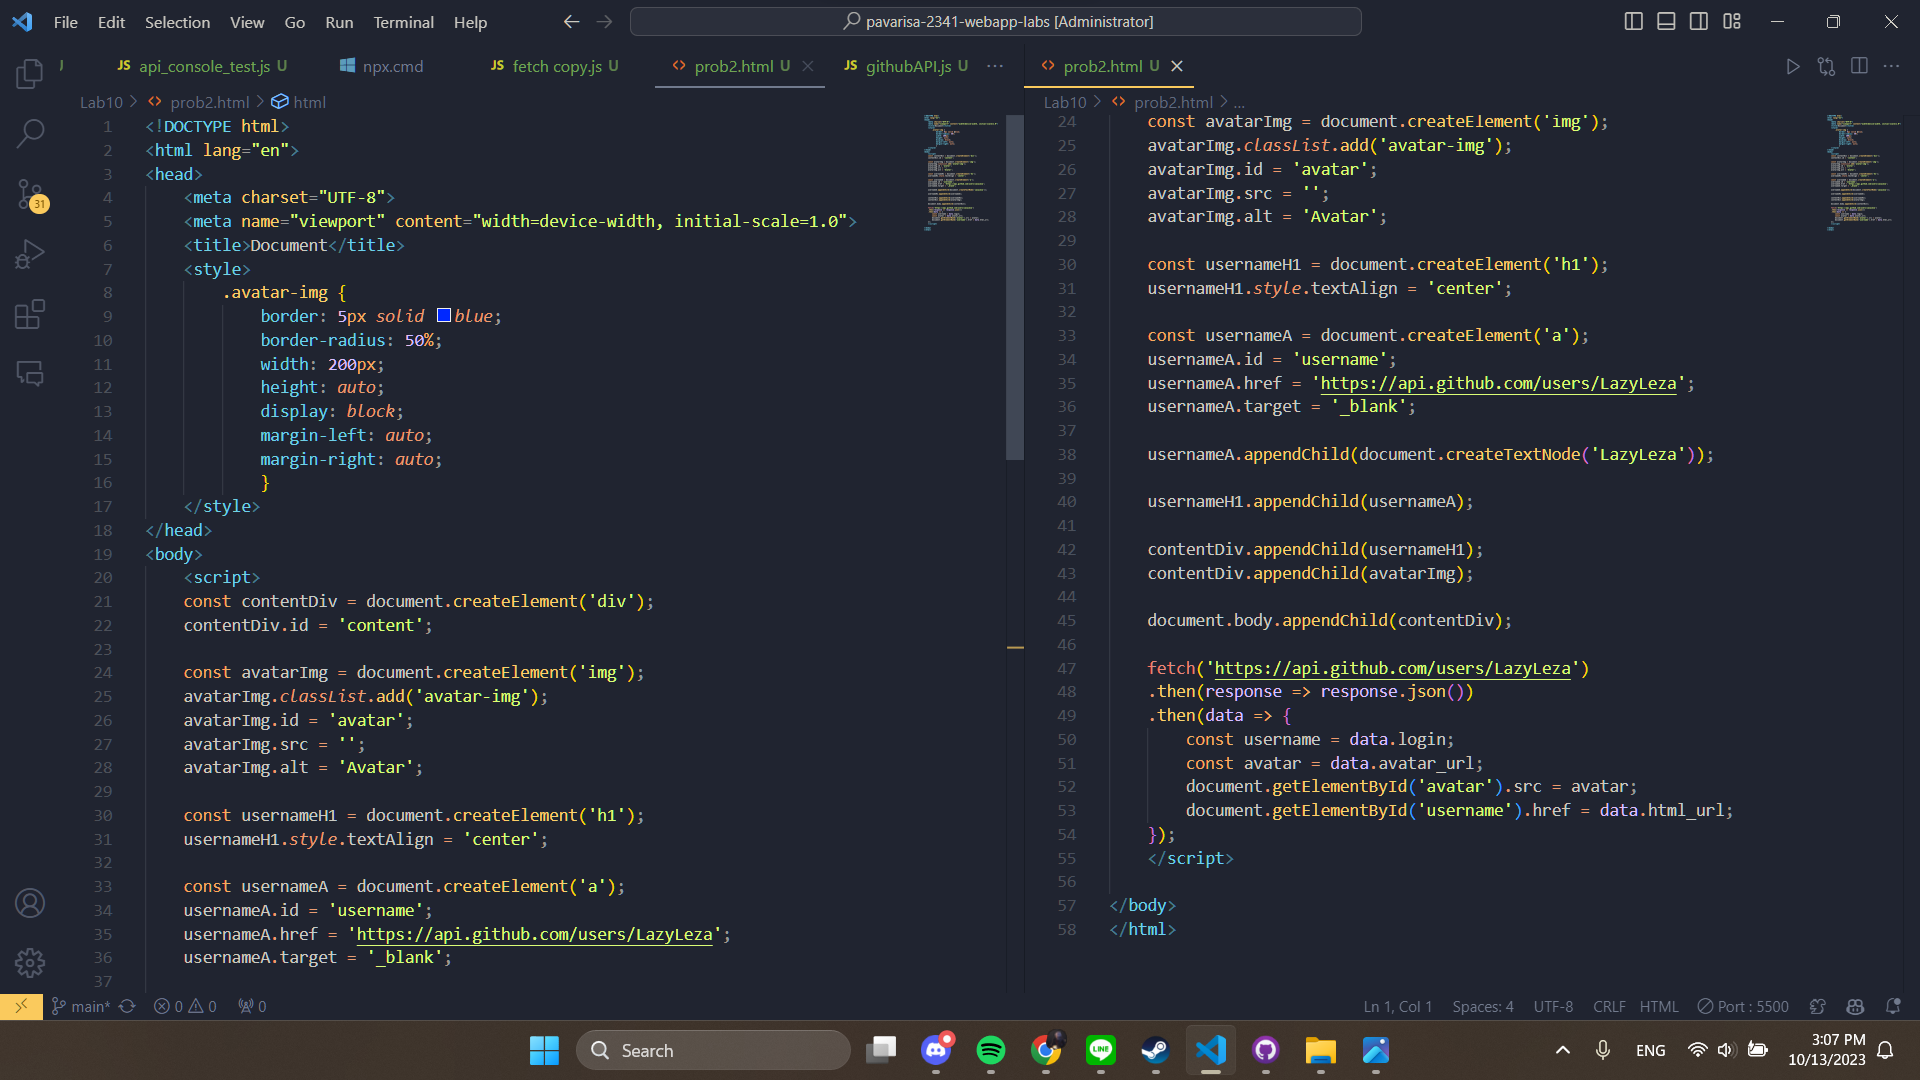 File Edit Selection View Go Run Terminal Help
pavarisa-2341-webapp-labs [Administrator]
JS api_console_test.js U
npx.cmd
JS fetch copy.js U
<> prob2.html U
JS githubAPI.js U
Lab10 > <> prob2.html > html
1 <!DOCTYPE html>
2 <html lang="en">
3 <head>
4 <meta charset="UTF-8">
5 <meta name="viewport" content="width=device-width, initial-scale=1.0">
6 <title>Document</title>
7 <style>
8 .avatar-img {
9 border: 5px solid blue;
10 border-radius: 50%;
11 width: 200px;
12 height: auto;
13 display: block;
14 margin-left: auto;
15 margin-right: auto;
16 }
17 </style>
18 </head>
19 <body>
20 <script>
21 const contentDiv = document.createElement('div');
22 contentDiv.id = 'content';
23
24 const avatarImg = document.createElement('img');
25 avatarImg.classList.add('avatar-img');
26 avatarImg.id = 'avatar';
27 avatarImg.src = '';
28 avatarImg.alt = 'Avatar';
29
30 const usernameH1 = document.createElement('h1');
31 usernameH1.style.textAlign = 'center';
32
33 const usernameA = document.createElement('a');
34 usernameA.id = 'username';
35 usernameA.href = 'https://api.github.com/users/LazyLeza';
36 usernameA.target = '_blank';
37
<> prob2.html U
Lab10 > <> prob2.html > ...
24 const avatarImg = document.createElement('img');
25 avatarImg.classList.add('avatar-img');
26 avatarImg.id = 'avatar';
27 avatarImg.src = '';
28 avatarImg.alt = 'Avatar';
29
30 const usernameH1 = document.createElement('h1');
31 usernameH1.style.textAlign = 'center';
32
33 const usernameA = document.createElement('a');
34 usernameA.id = 'username';
35 usernameA.href = 'https://api.github.com/users/LazyLeza';
36 usernameA.target = '_blank';
37
38 usernameA.appendChild(document.createTextNode('LazyLeza'));
39
40 usernameH1.appendChild(usernameA);
41
42 contentDiv.appendChild(usernameH1);
43 contentDiv.appendChild(avatarImg);
44
45 document.body.appendChild(contentDiv);
46
47 fetch('https://api.github.com/users/LazyLeza')
48 .then(response => response.json())
49 .then(data => {
50 const username = data.login;
51 const avatar = data.avatar_url;
52 document.getElementById('avatar').src = avatar;
53 document.getElementById('username').href = data.html_url;
54 });
55 </script>
56
57 </body>
58 </html>
31
main* 0 0 0
Ln 1, Col 1 Spaces: 4 UTF-8 CRLF HTML Port : 5500
Search
LINE
ENG
3:07 PM
10/13/2023